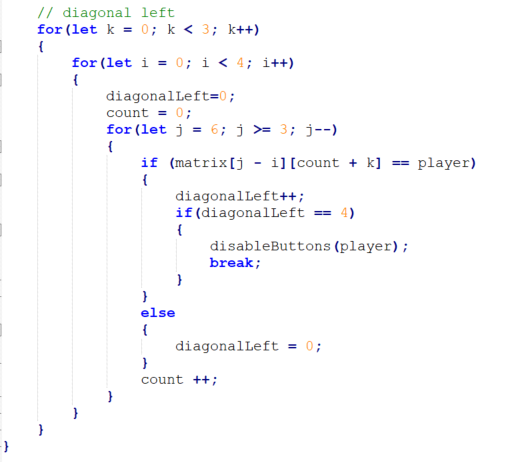 // diagonal left
for(let k = 0; k < 3; k++)
{
for(let i = 0; i < 4; i++)
{
diagonalLeft=0;
count = 0;
for(let j = 6; j >= 3; j--)
{
if (matrix[j - i][count + k] == player)
{
diagonalLeft++;
if(diagonalLeft == 4)
{
disableButtons(player);
break;
}
}
else
{
diagonalLeft = 0;
}
count ++;
}
}
}
}